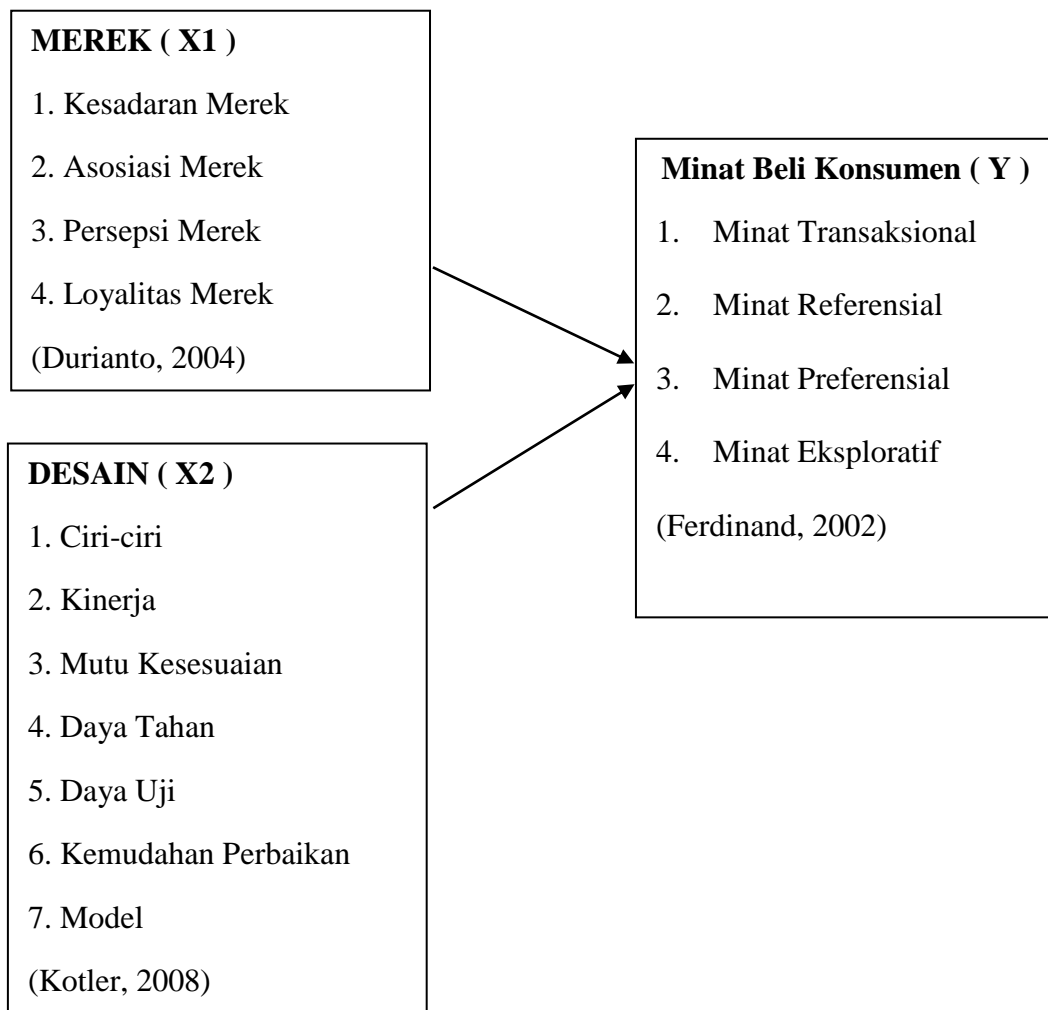 MEREK ( X1 )
1. Kesadaran Merek
2. Asosiasi Merek
3. Persepsi Merek
4. Loyalitas Merek
(Durianto, 2004)
DESAIN ( X2 )
1. Ciri-ciri
2. Kinerja
3. Mutu Kesesuaian
4. Daya Tahan
5. Daya Uji
6. Kemudahan Perbaikan
7. Model
(Kotler, 2008)
Minat Beli Konsumen ( Y )
1. Minat Transaksional
2. Minat Referensial
3. Minat Preferensial
4. Minat Eksploratif
(Ferdinand, 2002)